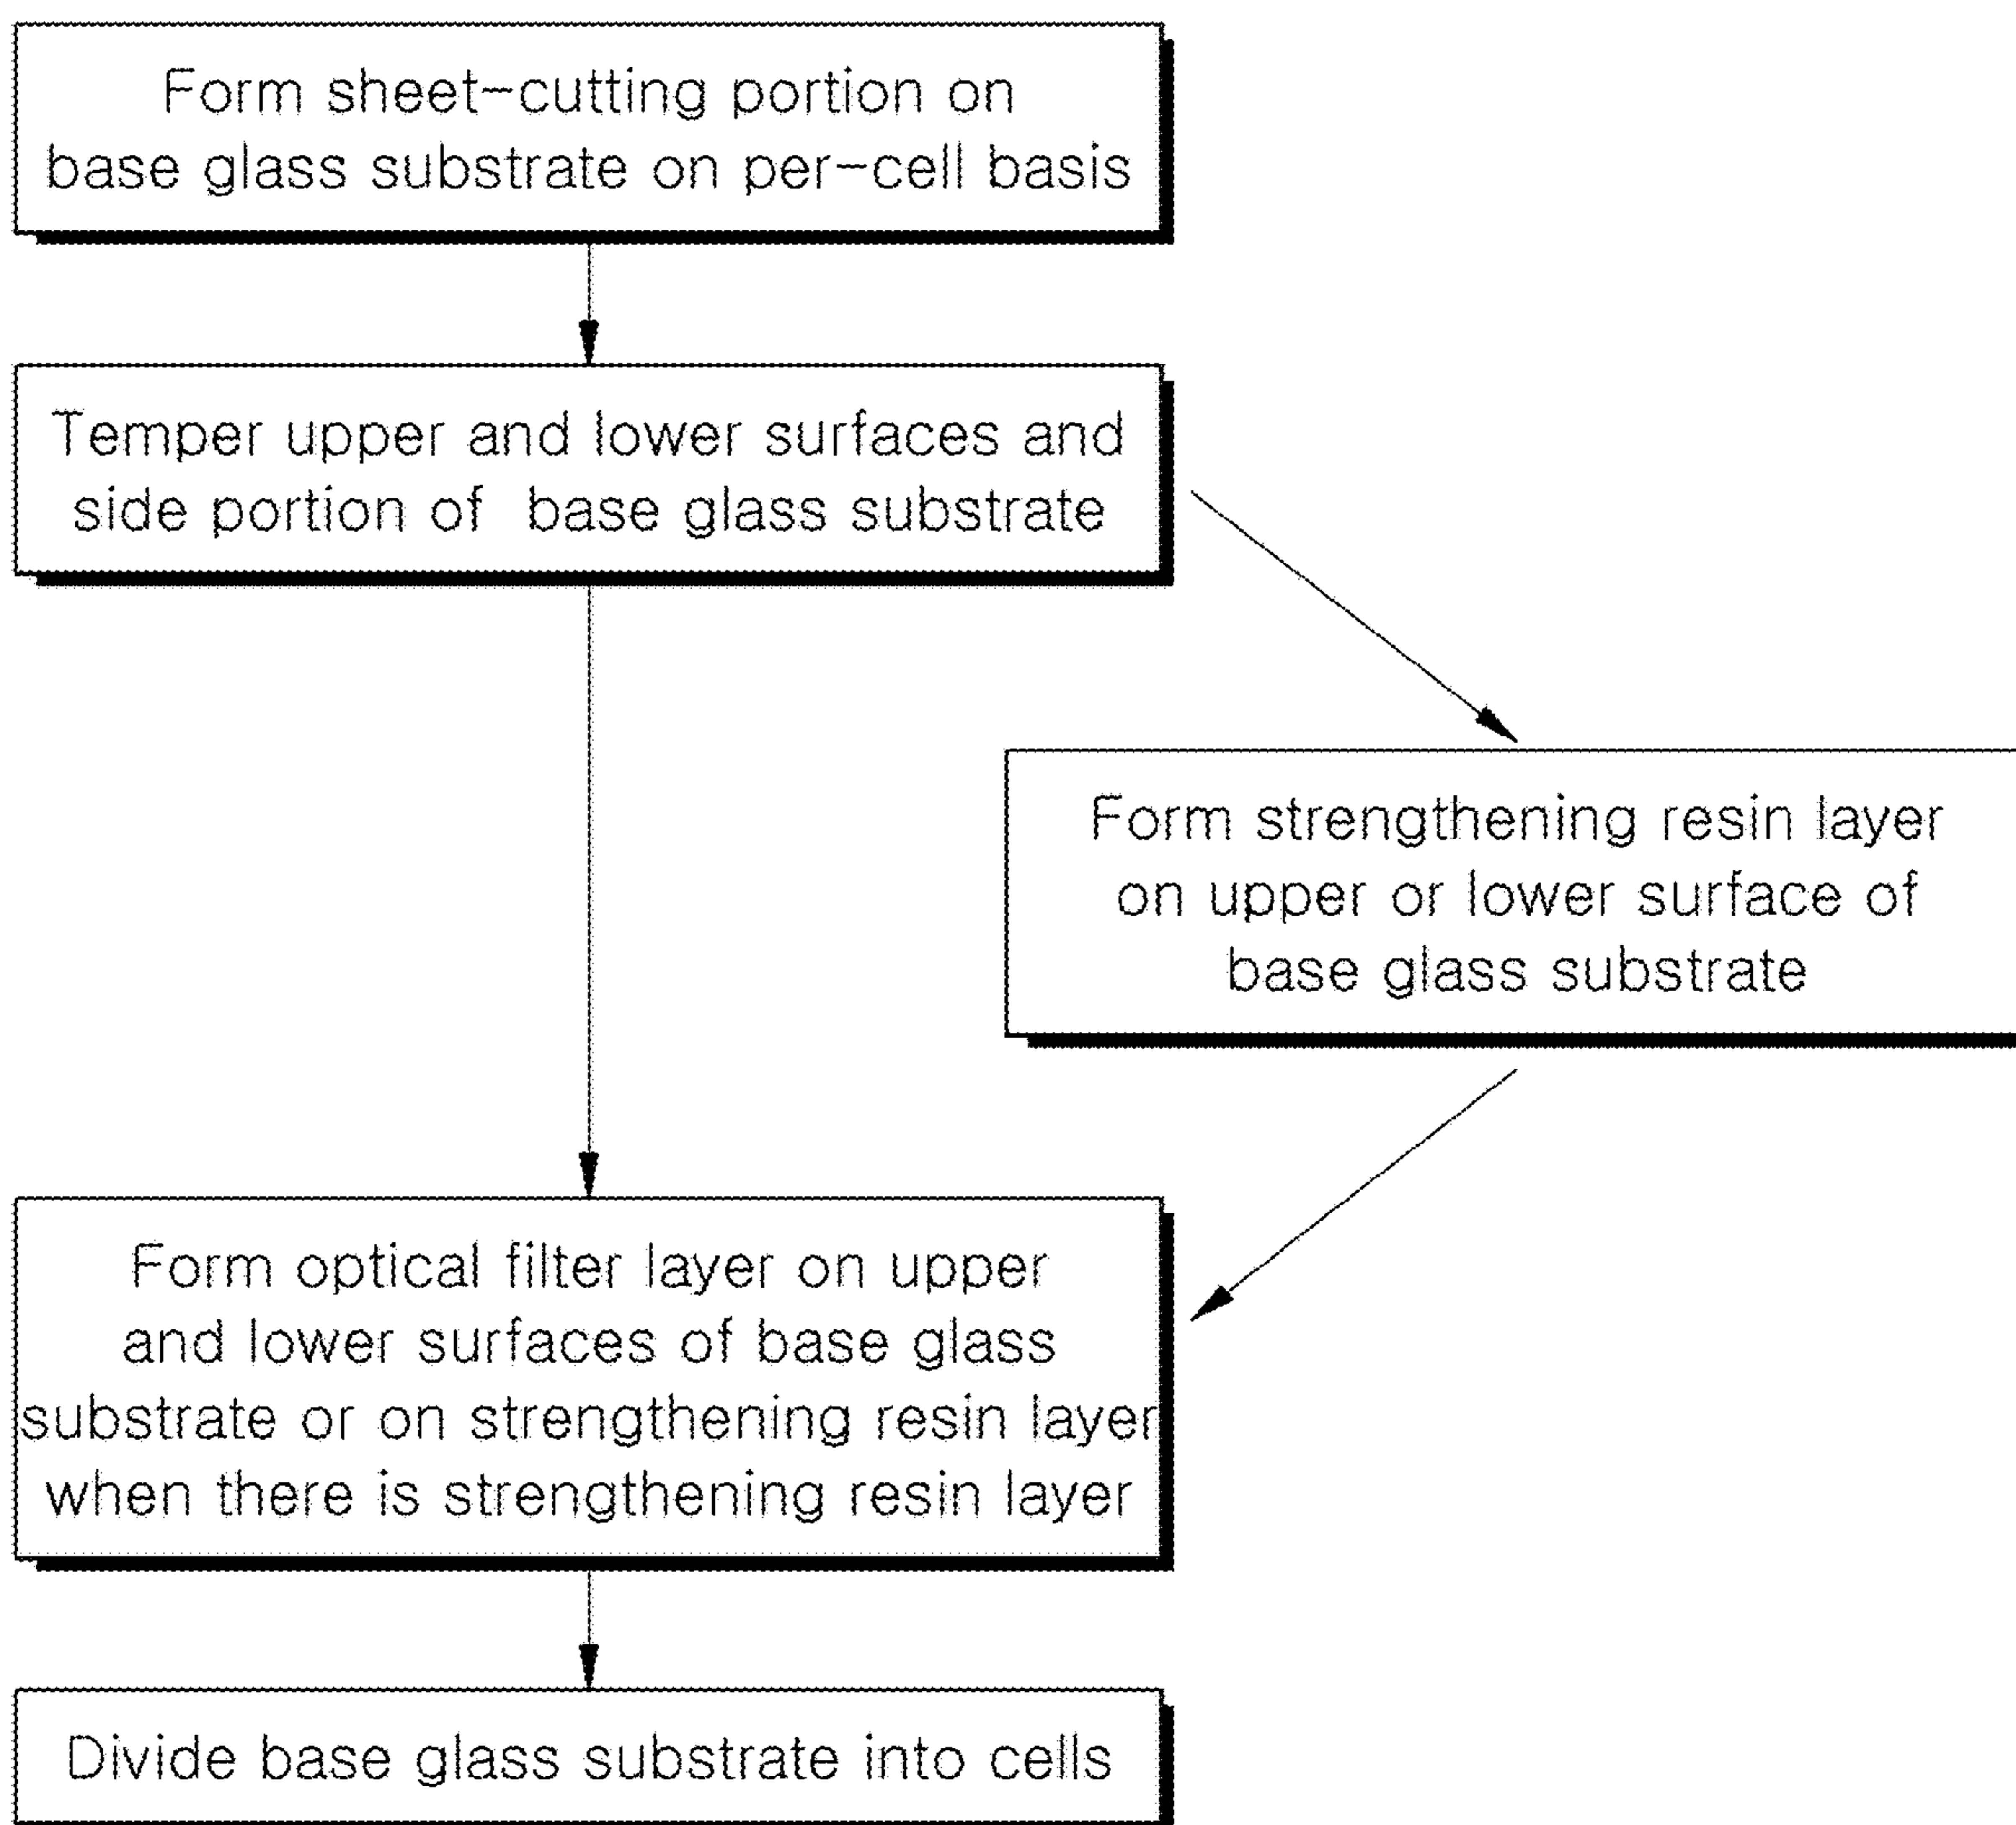 Form sheet-cutting portion on
base glass substrate on per-cell basis
Temper upper and lower surfaces and
side portion of base glass substrate
Form strengthening resin layer
on upper or lower surface of
base glass substrate
Form optical filter layer on upper
and lower surfaces of base glass
substrate or on strengthening resin layer
when there is strengthening resin layer
Divide base glass substrate into cells